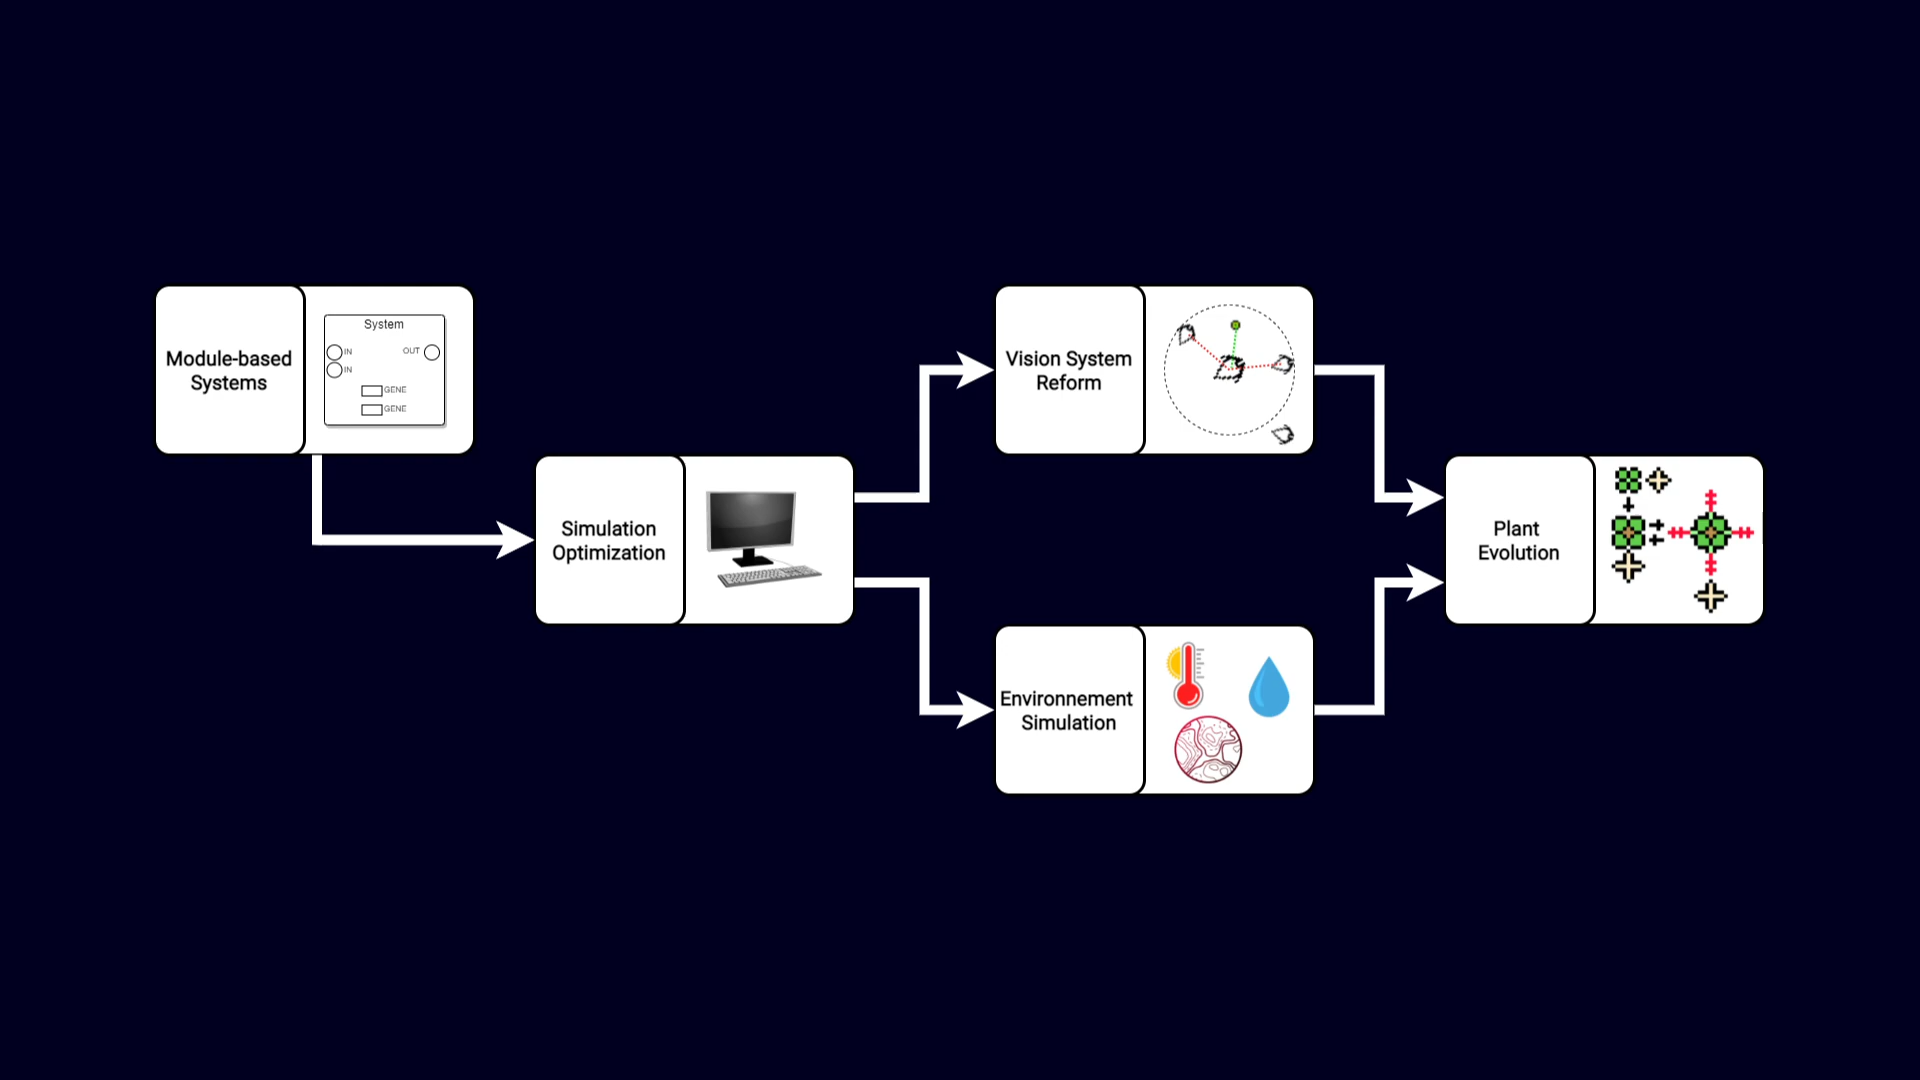 Module-based
Systems
System
IN
OUT
IN
GENE
GENE
Simulation
Optimization
Vision System
Reform
Environnement
Simulation
Plant
Evolution